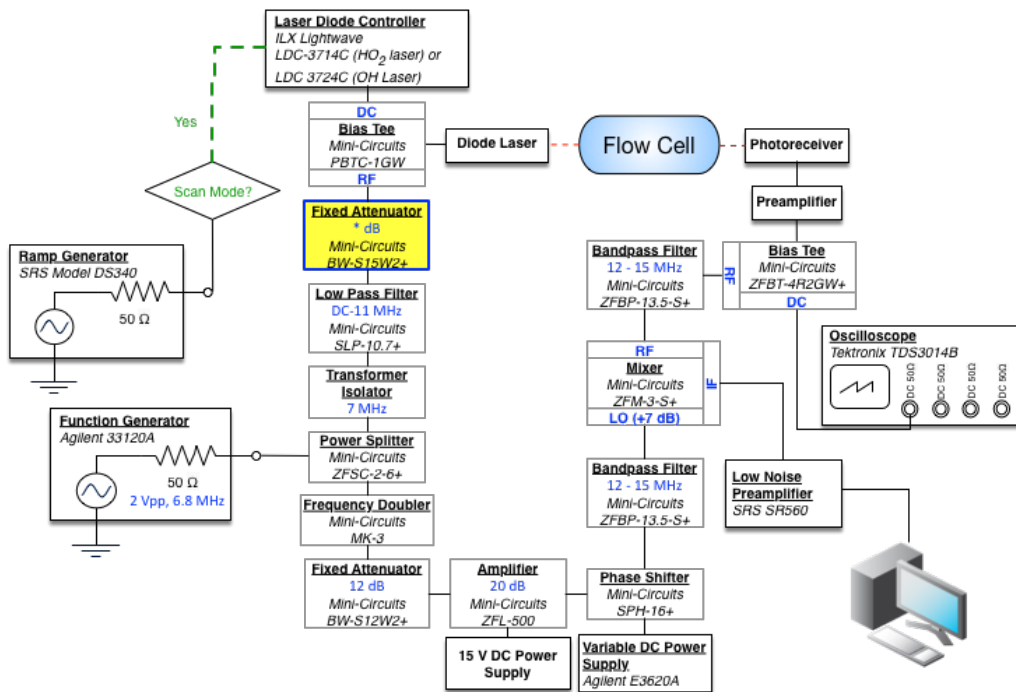 Laser Diode Controller
ILX Lightwave
LDC-3714C (HO2 laser) or
LDC 3724C (OH Laser)
Yes
Scan Mode?
DC
Bias Tee
Mini-Circuits
PBTC-1GW
RF
Diode Laser
Flow Cell
Photoreceiver
Preamplifier
Fixed Attenuator
* dB
Mini-Circuits
BW-S15W2+
Ramp Generator
SRS Model DS340
50 Ω
Low Pass Filter
DC-11 MHz
Mini-Circuits
SLP-10.7+
Transformer
Isolator
7 MHz
Function Generator
Agilent 33120A
50 Ω
2 Vpp, 6.8 MHz
Power Splitter
Mini-Circuits
ZFSC-2-6+
Frequency Doubler
Mini-Circuits
MK-3
Fixed Attenuator
12 dB
Mini-Circuits
BW-S12W2+
Amplifier
20 dB
Mini-Circuits
ZFL-500
15 V DC Power
Supply
Phase Shifter
Mini-Circuits
SPH-16+
Variable DC Power
Supply
Agilent E3620A
Bandpass Filter
12 - 15 MHz
Mini-Circuits
ZFBP-13.5-S+
RF
Bias Tee
Mini-Circuits
ZFBT-4R2GW+
DC
RF
Mixer
Mini-Circuits
ZFM-3-S+
LO (+7 dB)
IF
Bandpass Filter
12 - 15 MHz
Mini-Circuits
ZFBP-13.5-S+
Oscilloscope
Tektronix TDS3014B
DC 50Ω
DC 50Ω
DC 50Ω
DC 50Ω
Low Noise
Preamplifier
SRS SR560